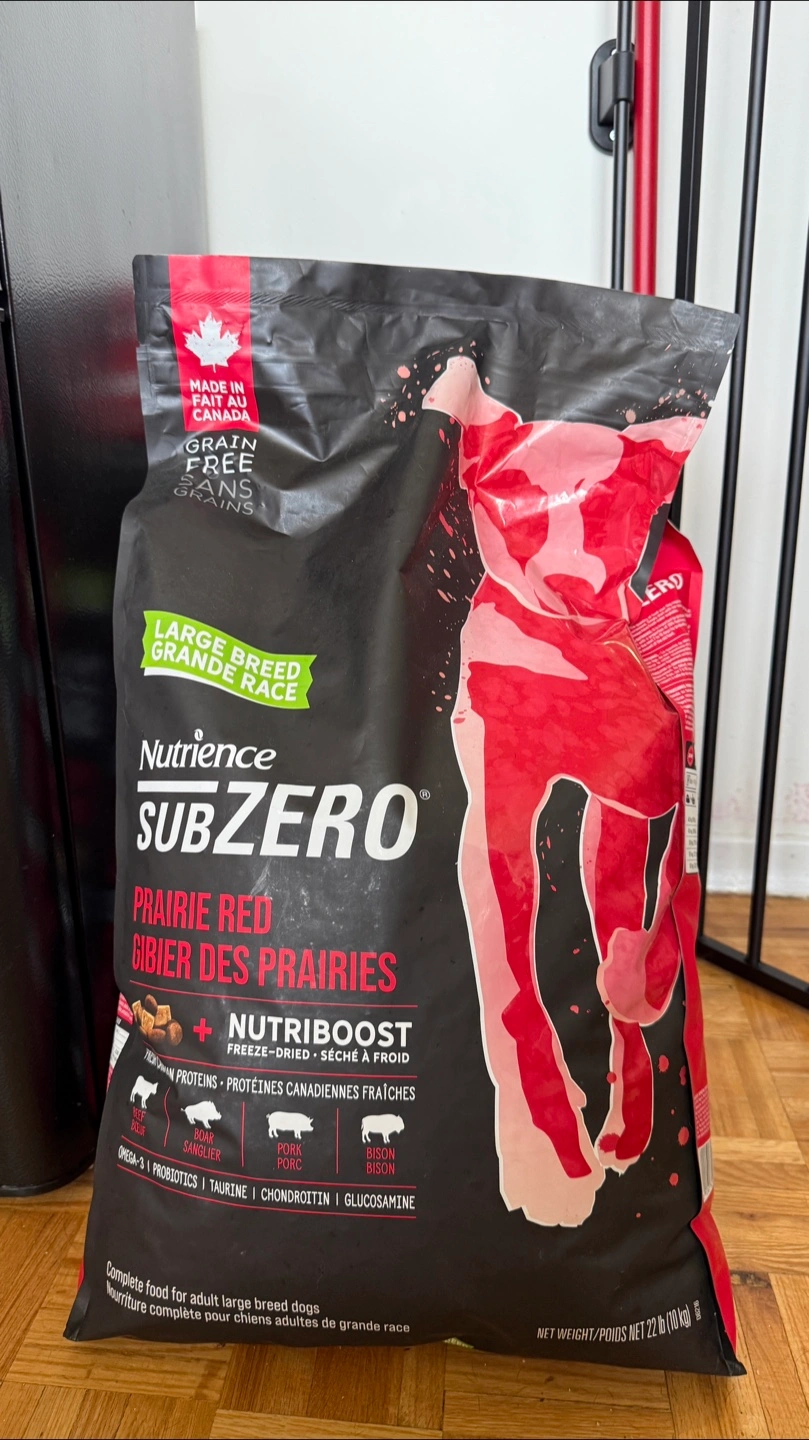 MADE IN
FAIT AU
CANADA
GRAIN
FREE
SANS
GRAINS
LARGE BREED
GRANDE RACE
Nutrience
SUBZERO®
ZERO
PRAIRIE RED
GIBIER DES PRAIRIES
+ NUTRIBOOST
FREEZE-DRIED • SÉCHÉ À FROID
PROTEINS • PROTÉINES CANADIENNES FRAÎCHES
BEEF
BŒUF
BOAR
SANGLIER
PORK
PORC
BISON
BISON
OMEGA-3 | PROBIOTICS | TAURINE | CHONDROITIN | GLUCOSAMINE
Complete food for adult large breed dogs
Nourriture complète pour chiens adultes de grande race
NET WEIGHT/POIDS NET 22 lb (10 kg)